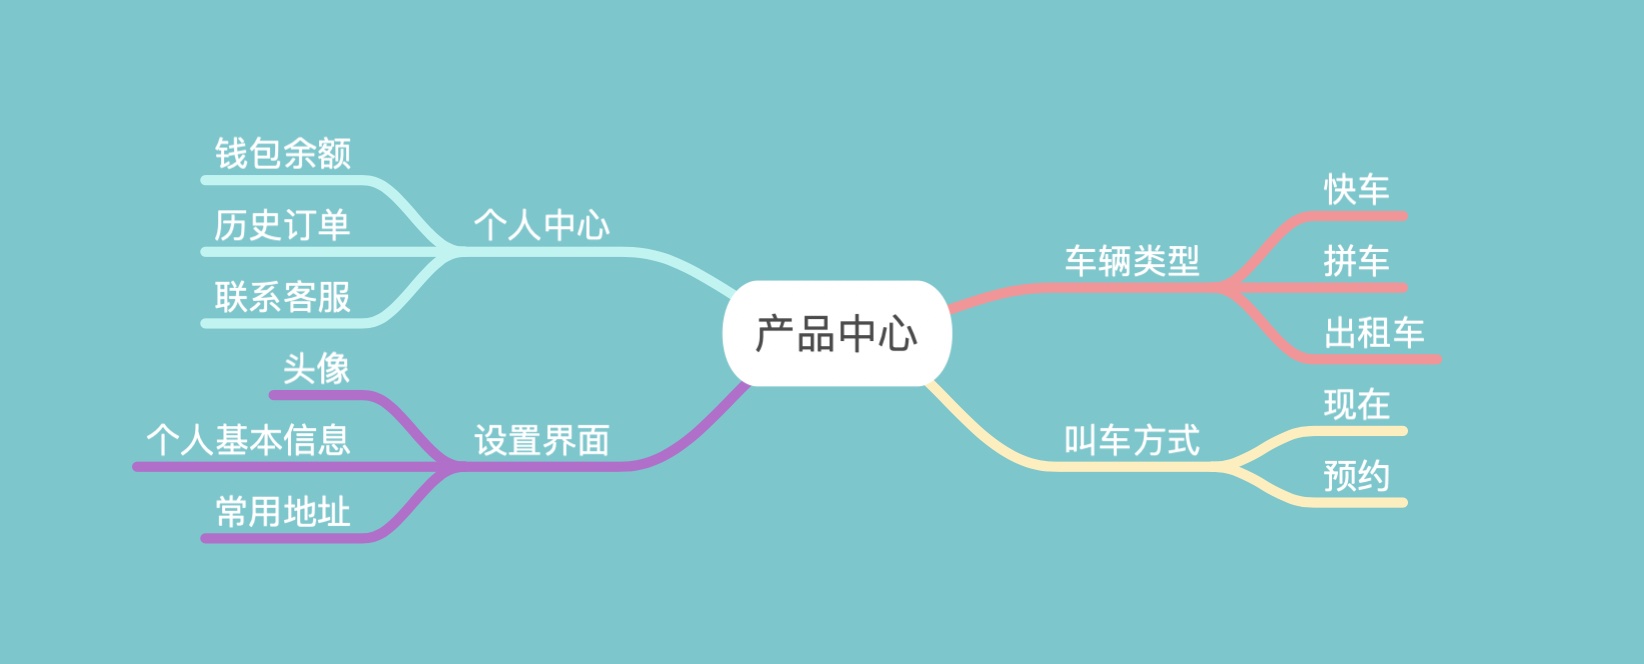 产品中心
车辆类型
快车
拼车
出租车
叫车方式
现在
预约
个人中心
钱包余额
历史订单
联系客服
设置界面
头像
个人基本信息
常用地址